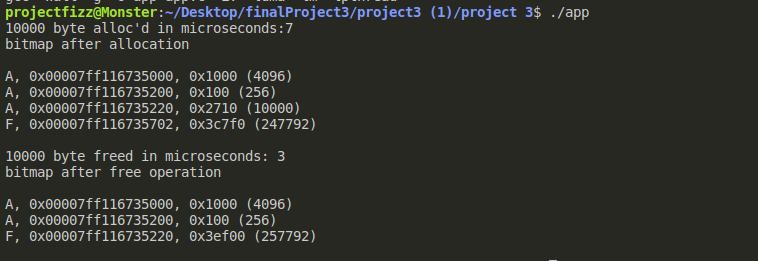 projectfizz@Monster:~/Desktop/finalProject3/project3 (1)/project 3$ ./app
10000 byte alloc'd in microseconds:7
bitmap after allocation
A, 0x00007ff116735000, 0x1000 (4096)
A, 0x00007ff116735200, 0x100 (256)
A, 0x00007ff116735220, 0x2710 (10000)
F, 0x00007ff116735702, 0x3c7f0 (247792)
10000 byte freed in microseconds: 3
bitmap after free operation
A, 0x00007ff116735000, 0x1000 (4096)
A, 0x00007ff116735200, 0x100 (256)
F, 0x00007ff116735220, 0x3ef00 (257792)